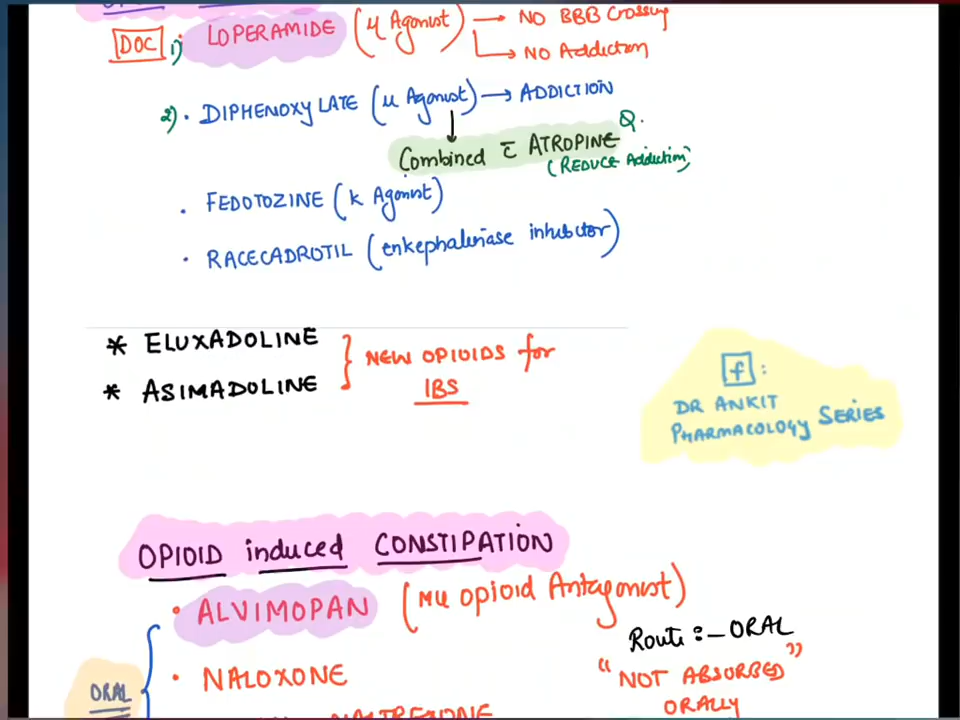 DOC 1) LOPERAMIDE (μ Agonist) → NO BBB Crossing
→ NO Addiction
2) • DIPHENOXYLATE (μ Agonist) → ADDICTION
Combined c̄ ATROPINE Q.
(REDUCE Addiction)
• FEDOTOZINE (k Agonist)
• RACECADROTIL (enkephalinase inhibitor)
* ELUXADOLINE
* ASIMADOLINE
NEW OPIOIDS for
IBS
f :
DR ANKIT
PHARMACOLOGY SERIES
OPIOID induced CONSTIPATION
• ALVIMOPAN (Mu opioid Antagonist)
Route :- ORAL
• NALOXONE
"NOT ABSORBED"
ORAL
ORALLY